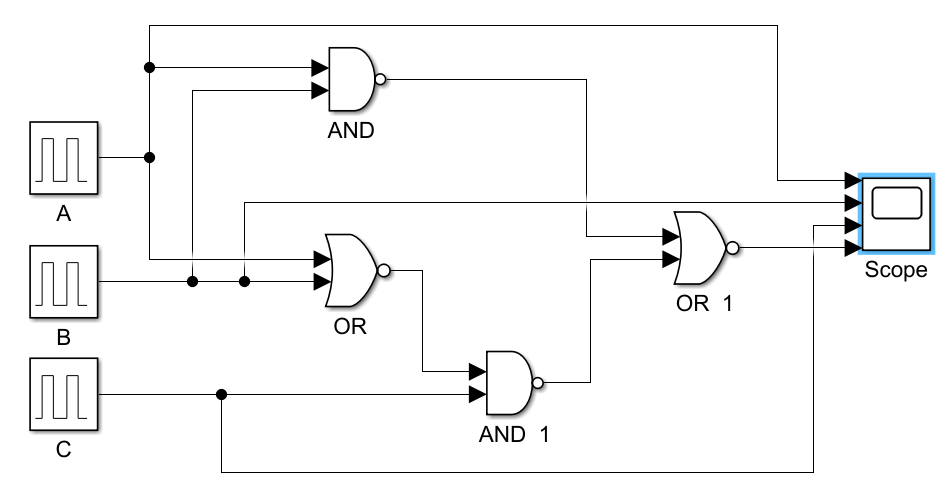 AND
A
Scope
B
OR
OR 1
C
AND 1